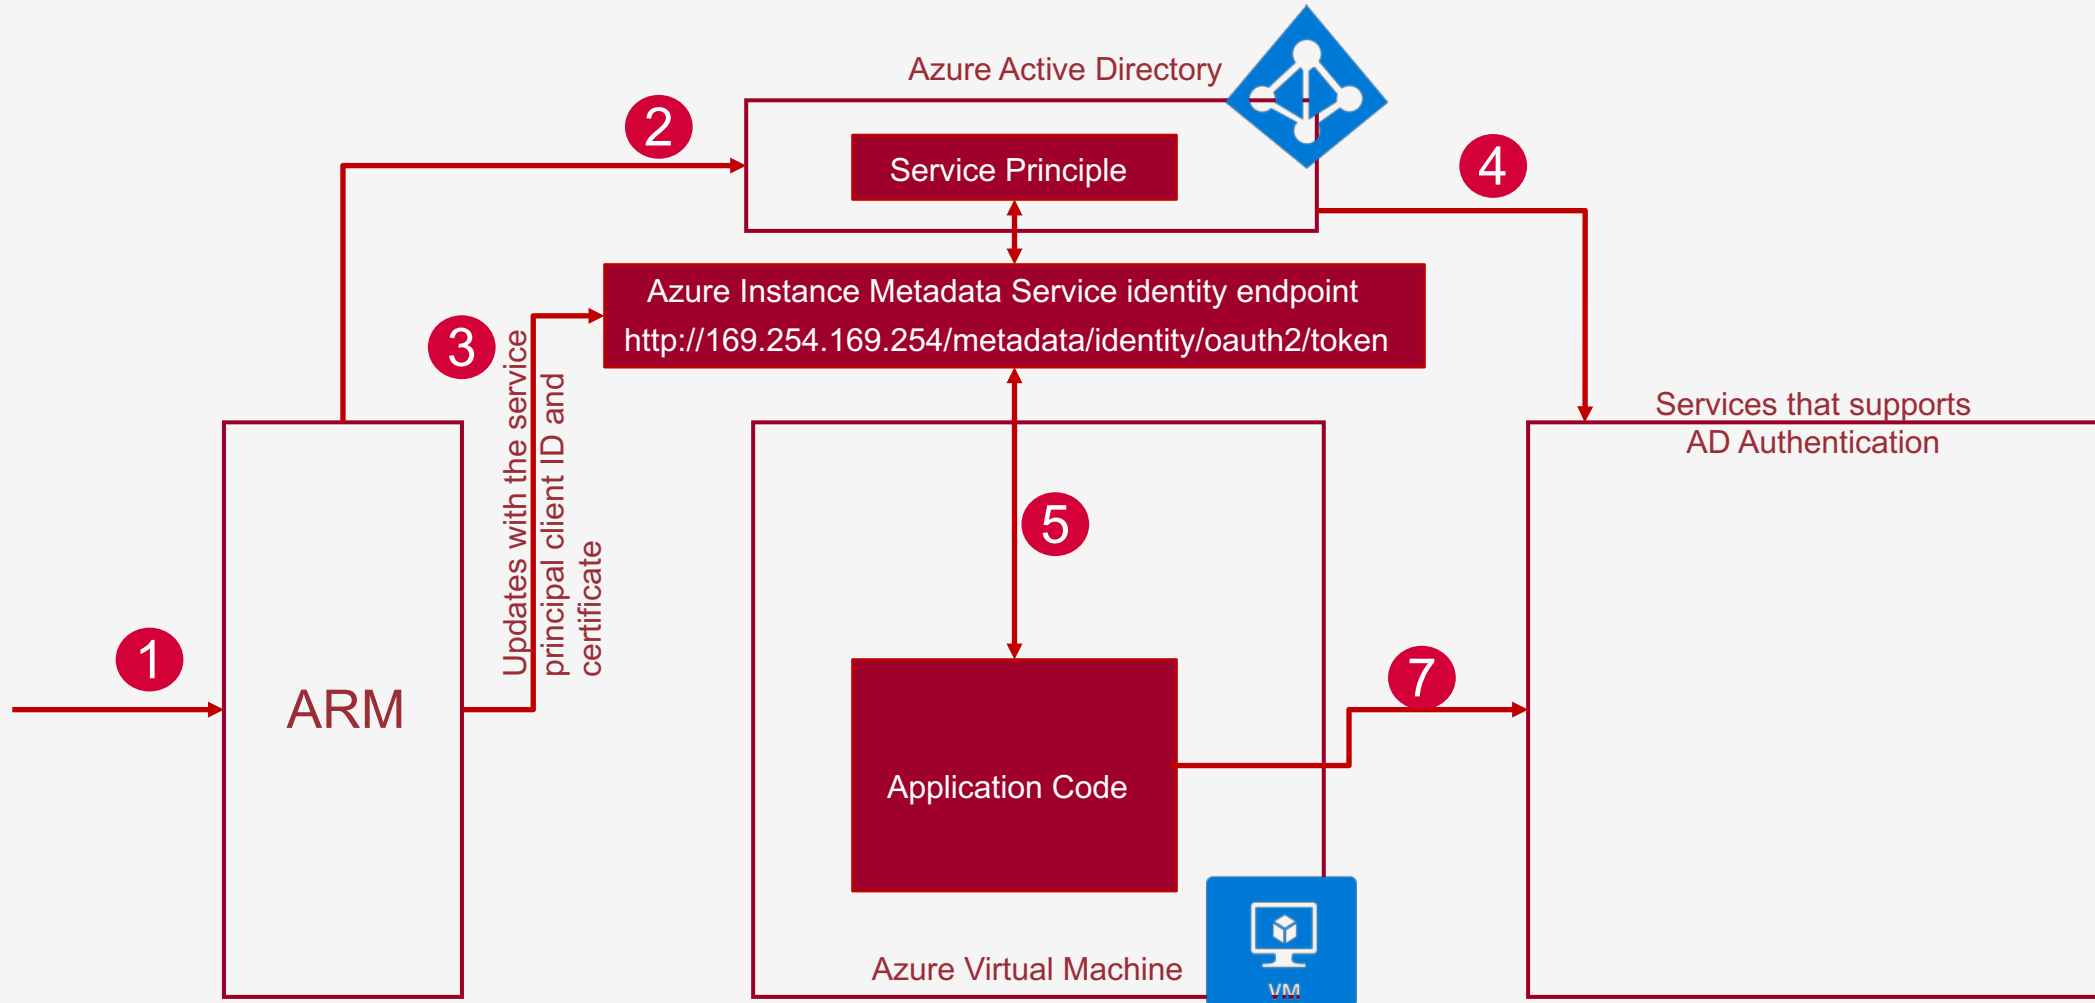 Azure Active Directory
2
Service Principle
4
Azure Instance Metadata Service identity endpoint
http://169.254.169.254/metadata/identity/oauth2/token
3
Updates with the service
principal client ID and
certificate
Services that supports
AD Authentication
5
1
ARM
7
Application Code
Azure Virtual Machine
VM